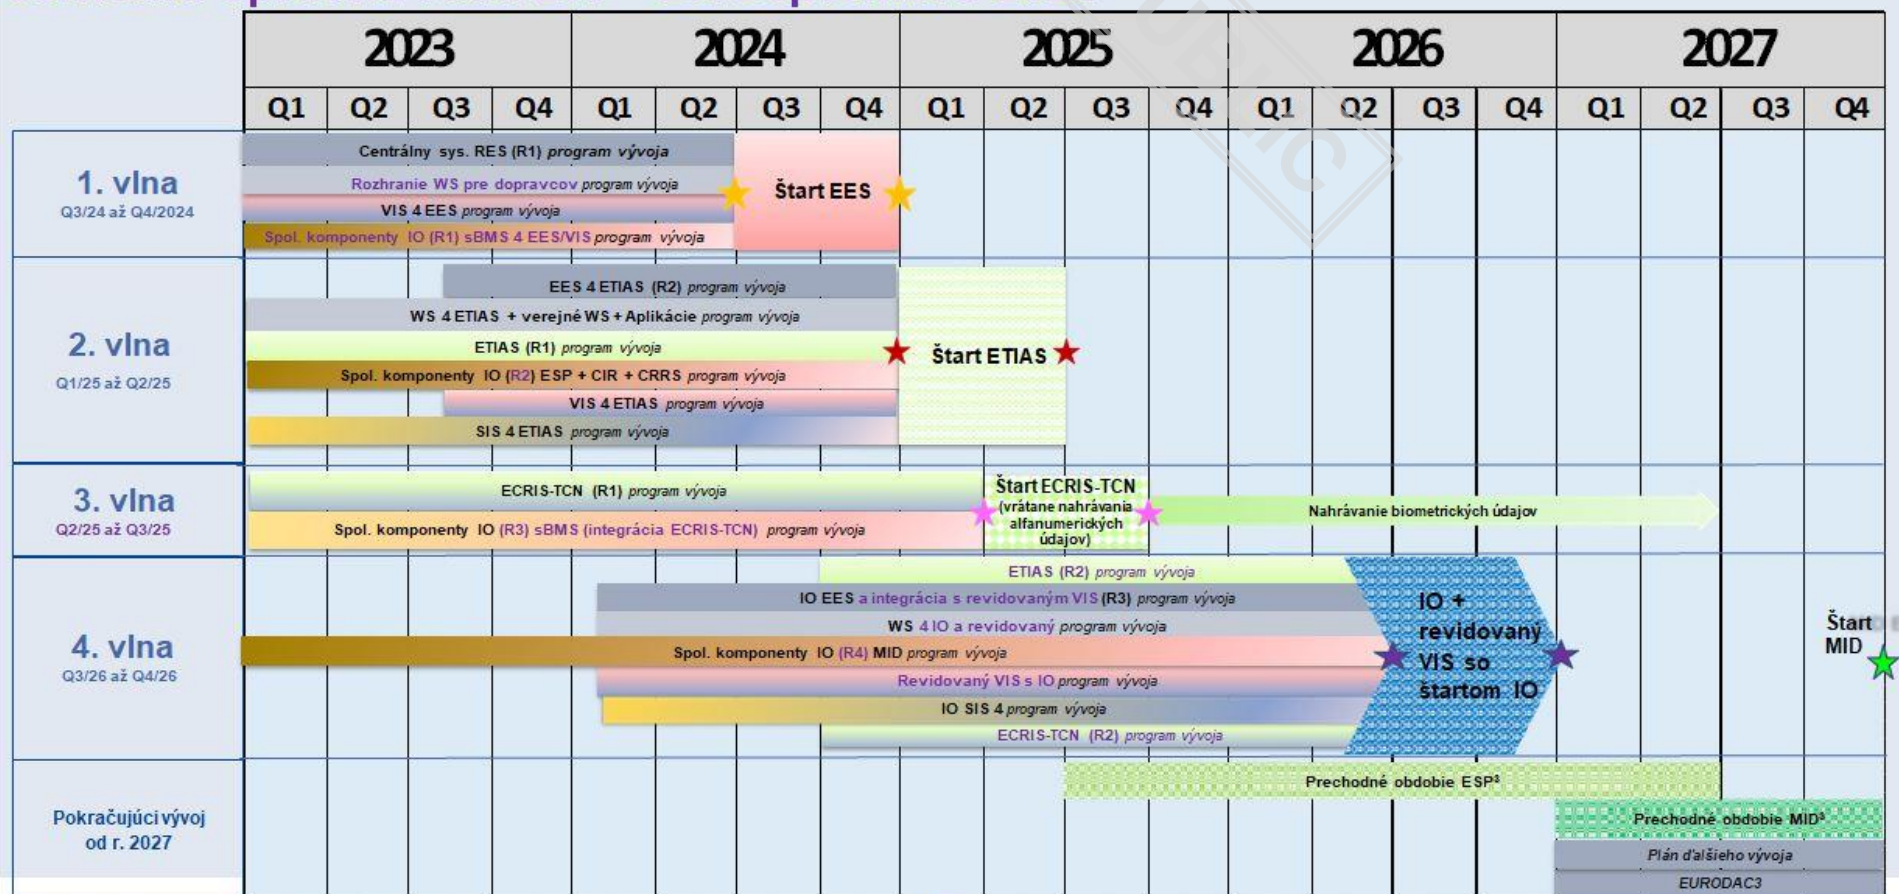 2023 2024 2025 2026 2027
Q1 Q2 Q3 Q4 Q1 Q2 Q3 Q4 Q1 Q2 Q3 Q4 Q1 Q2 Q3 Q4 Q1 Q2 Q3 Q4
1. vlna
Q3/24 až Q4/2024
Centrálny sys. RES (R1) program vývoja
Rozhranie WS pre dopravcov program vývoja
VIS 4 EES program vývoja
Spol. komponenty IO (R1) sBMS 4 EES/VIS program vývoja
Štart EES
2. vlna
Q1/25 až Q2/25
EES 4 ETIAS (R2) program vývoja
WS 4 ETIAS + verejné WS + Aplikácie program vývoja
ETIAS (R1) program vývoja
Spol. komponenty IO (R2) ESP + CIR + CRRS program vývoja
VIS 4 ETIAS program vývoja
SIS 4 ETIAS program vývoja
Štart ETIAS
3. vlna
Q2/25 až Q3/25
ECRIS-TCN (R1) program vývoja
Spol. komponenty IO (R3) sBMS (integrácia ECRIS-TCN) program vývoja
Štart ECRIS-TCN
(vrátane nahrávania
alfanumerických
údajov)
Nahrávanie biometrických údajov
4. vlna
Q3/26 až Q4/26
ETIAS (R2) program vývoja
IO EES a integrácia s revidovaným VIS (R3) program vývoja
WS 4 IO a revidovaný program vývoja
Spol. komponenty IO (R4) MID program vývoja
Revidovaný VIS s IO program vývoja
IO SIS 4 program vývoja
ECRIS-TCN (R2) program vývoja
IO +
revidovaný
VIS so
štartom IO
Štart
MID
Pokračujúci vývoj
od r. 2027
Prechodné obdobie ESP³
Prechodné obdobie MID³
Plán ďalšieho vývoja
EURODAC3